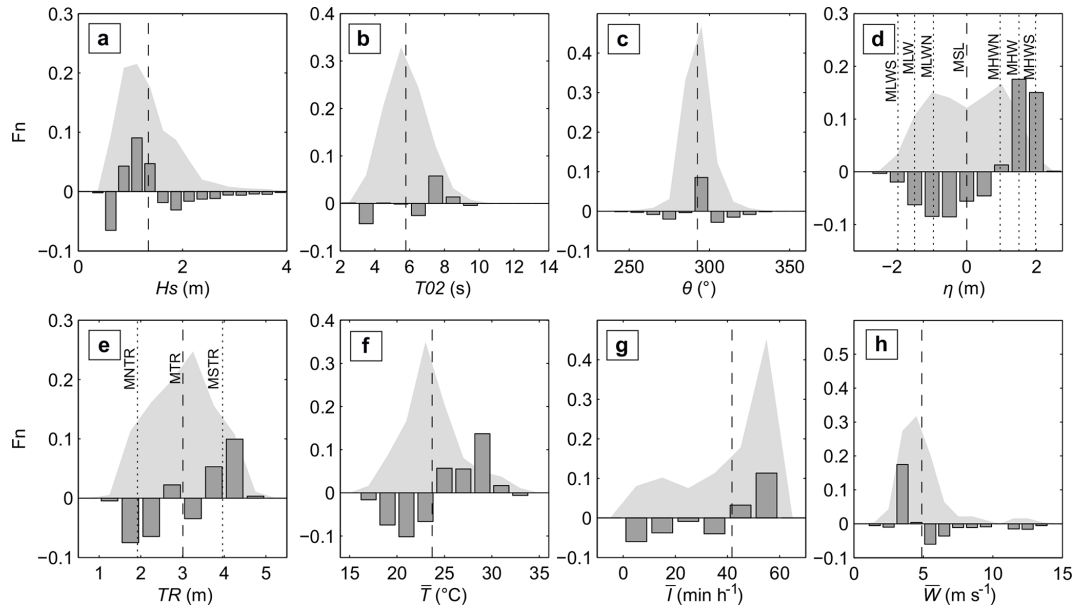 a
b
c
d
0.3
0.2
0.1
0
−0.1
Fn
0 2 4
Hs (m)
0.4
0.3
0.2
0.1
0
−0.1
2 4 6 8 10 12 14
T02 (s)
0.4
0.3
0.2
0.1
0
−0.1
250 300 350
θ (°)
0.3
0.2
0.1
0
−0.1
MLWS
MLW
MLWN
MSL
MHWN
MHW
MHWS
−2 0 2
η (m)
e
f
g
h
0.3
0.2
0.1
0
−0.1
Fn
MNTR
MTR
MSTR
1 2 3 4 5
TR (m)
0.4
0.3
0.2
0.1
0
−0.1
15 20 25 30 35
T̅ (°C)
0.5
0.4
0.3
0.2
0.1
0
−0.1
0 20 40 60
I̅ (min h⁻¹)
0.5
0.4
0.3
0.2
0.1
0
−0.1
0 5 10 15
W̅ (m s⁻¹)